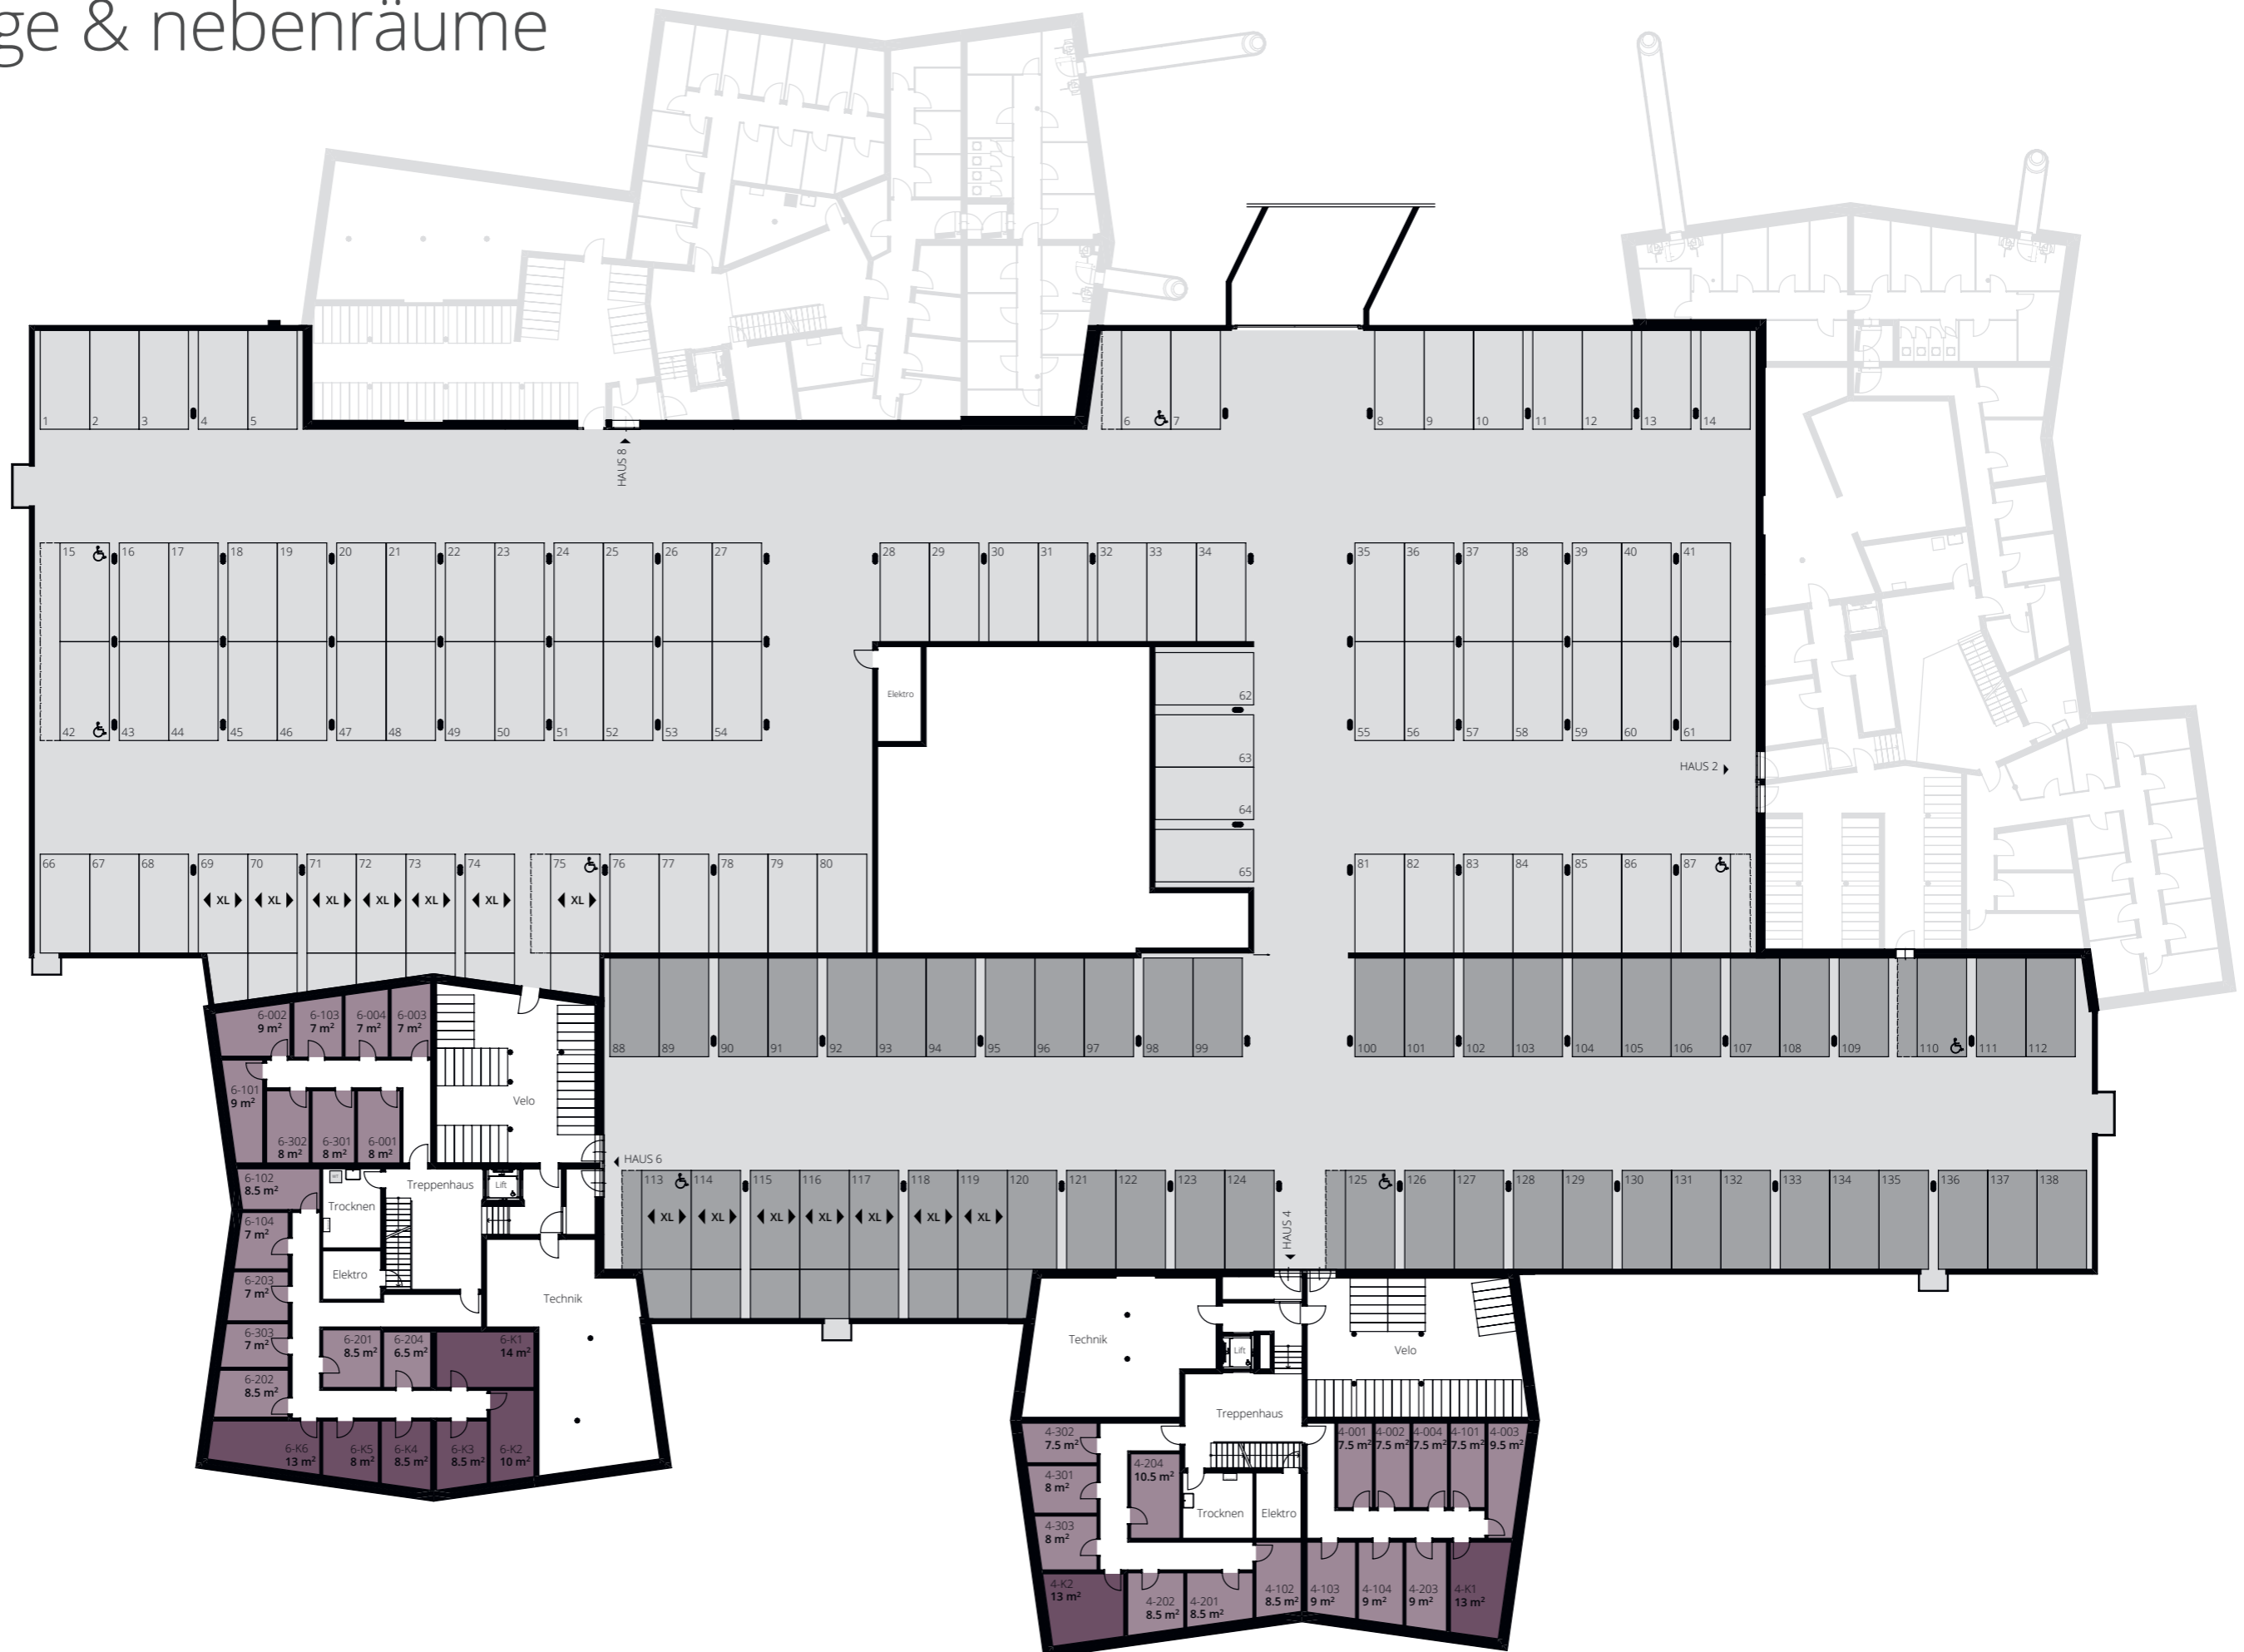 ge & nebenräume
1 2 3 4 5
6 7
8 9 10 11 12 13 14
HAUS 8
15 16 17 18 19 20 21 22 23 24 25 26 27
28 29 30 31 32 33 34
35 36 37 38 39 40 41
Elektro
62
42 43 44 45 46 47 48 49 50 51 52 53 54
55 56 57 58 59 60 61
63
HAUS 2
64
65
66 67 68 69 70 71 72 73 74 75 76 77 78 79 80
81 82 83 84 85 86 87
XL XL XL XL XL XL XL
88 89 90 91 92 93 94 95 96 97 98 99
100 101 102 103 104 105 106 107 108 109 110 111 112
6-002
9 m²
6-103
7 m²
6-004
7 m²
6-003
7 m²
6-101
9 m²
Velo
6-302
8 m²
6-301
8 m²
6-001
8 m²
HAUS 6
113 114 115 116 117 118 119 120 121 122 123 124
125 126 127 128 129 130 131 132 133 134 135 136 137 138
XL XL XL XL XL XL XL
HAUS 4
6-102
8.5 m²
Trocknen
Treppenhaus
Lift
6-104
7 m²
6-203
7 m²
Elektro
Technik
6-303
7 m²
6-201
8.5 m²
6-204
6.5 m²
6-K1
14 m²
6-202
8.5 m²
6-K6
13 m²
6-K5
8 m²
6-K4
8.5 m²
6-K3
8.5 m²
6-K2
10 m²
Technik
Lift
Velo
Treppenhaus
4-302
7.5 m²
4-001
7.5 m²
4-002
7.5 m²
4-004
7.5 m²
4-101
7.5 m²
4-003
9.5 m²
4-301
8 m²
4-204
10.5 m²
4-303
8 m²
Trocknen
Elektro
4-K2
13 m²
4-202
8.5 m²
4-201
8.5 m²
4-102
8.5 m²
4-103
9 m²
4-104
9 m²
4-203
9 m²
4-K1
13 m²